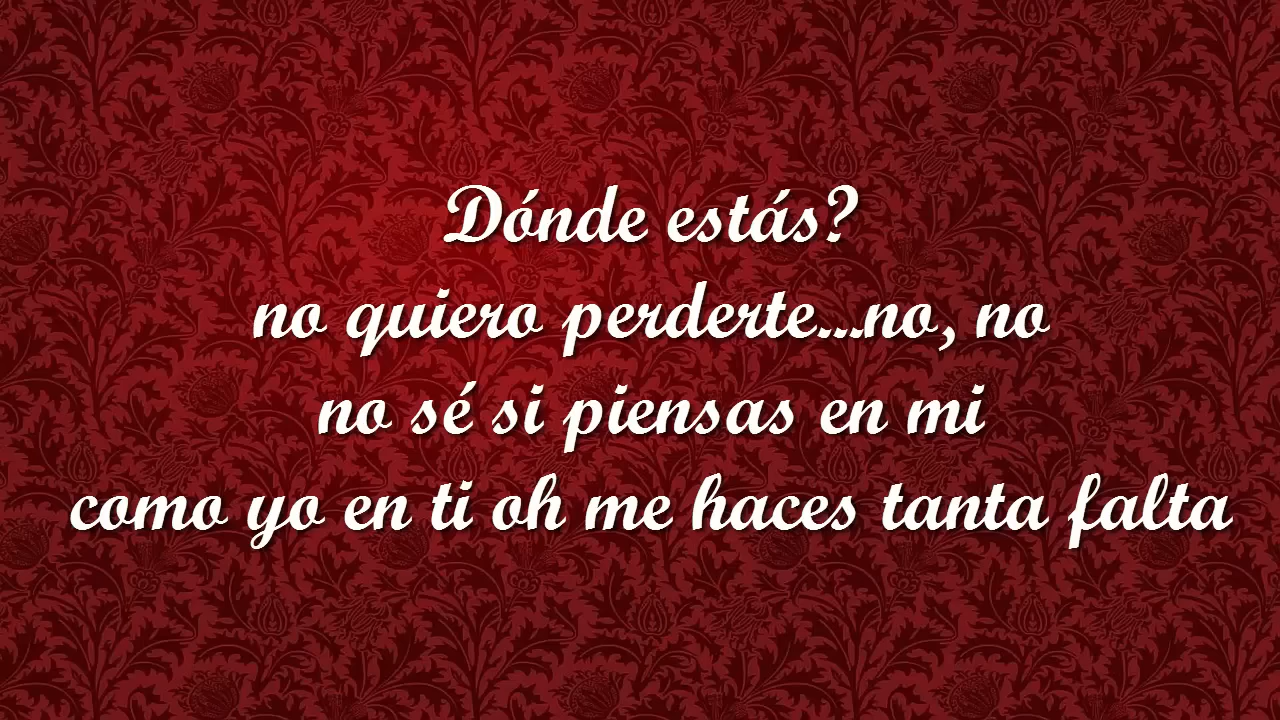 Dónde estás?
no quiero perderte...no, no
no sé si piensas en mi
como yo en ti oh me haces tanta falta